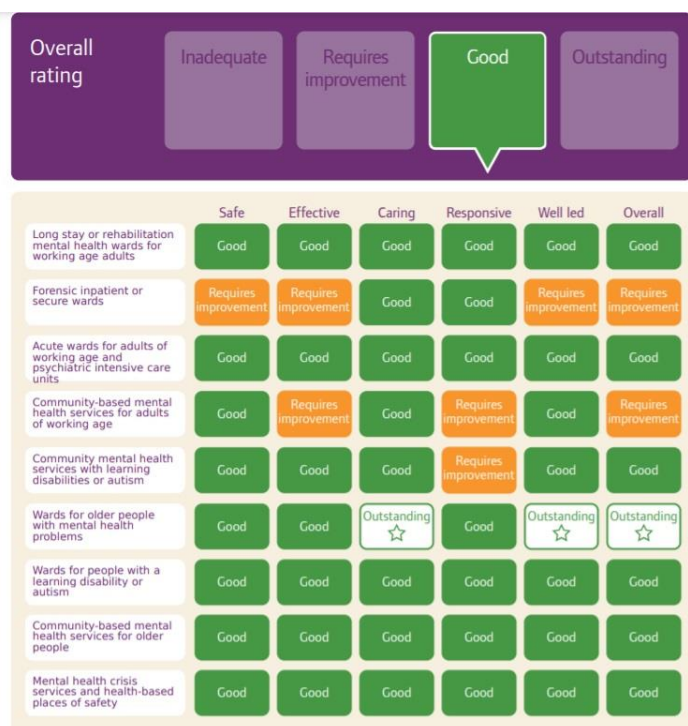 Overall
rating
Inadequate
Requires
improvement
Good
Outstanding
Safe Effective Caring Responsive Well led Overall
Long stay or rehabilitation
mental health wards for
working age adults
Good Good Good Good Good Good
Forensic inpatient or
secure wards
Requires
improvement
Requires
improvement
Good
Good
Requires
improvement
Requires
improvement
Acute wards for adults of
working age and
psychiatric intensive care
units
Good Good Good Good Good Good
Community-based mental
health services for adults
of working age
Good
Requires
improvement
Good
Requires
improvement
Good
Requires
improvement
Community mental health
services with learning
disabilities or autism
Good Good Good
Requires
improvement
Good Good
Wards for older people
with mental health
problems
Good Good Outstanding Good Outstanding Outstanding
Wards for people with a
learning disability or
autism
Good Good Good Good Good Good
Community-based mental
health services for older
people
Good Good Good Good Good Good
Mental health crisis
services and health-based
places of safety
Good Good Good Good Good Good